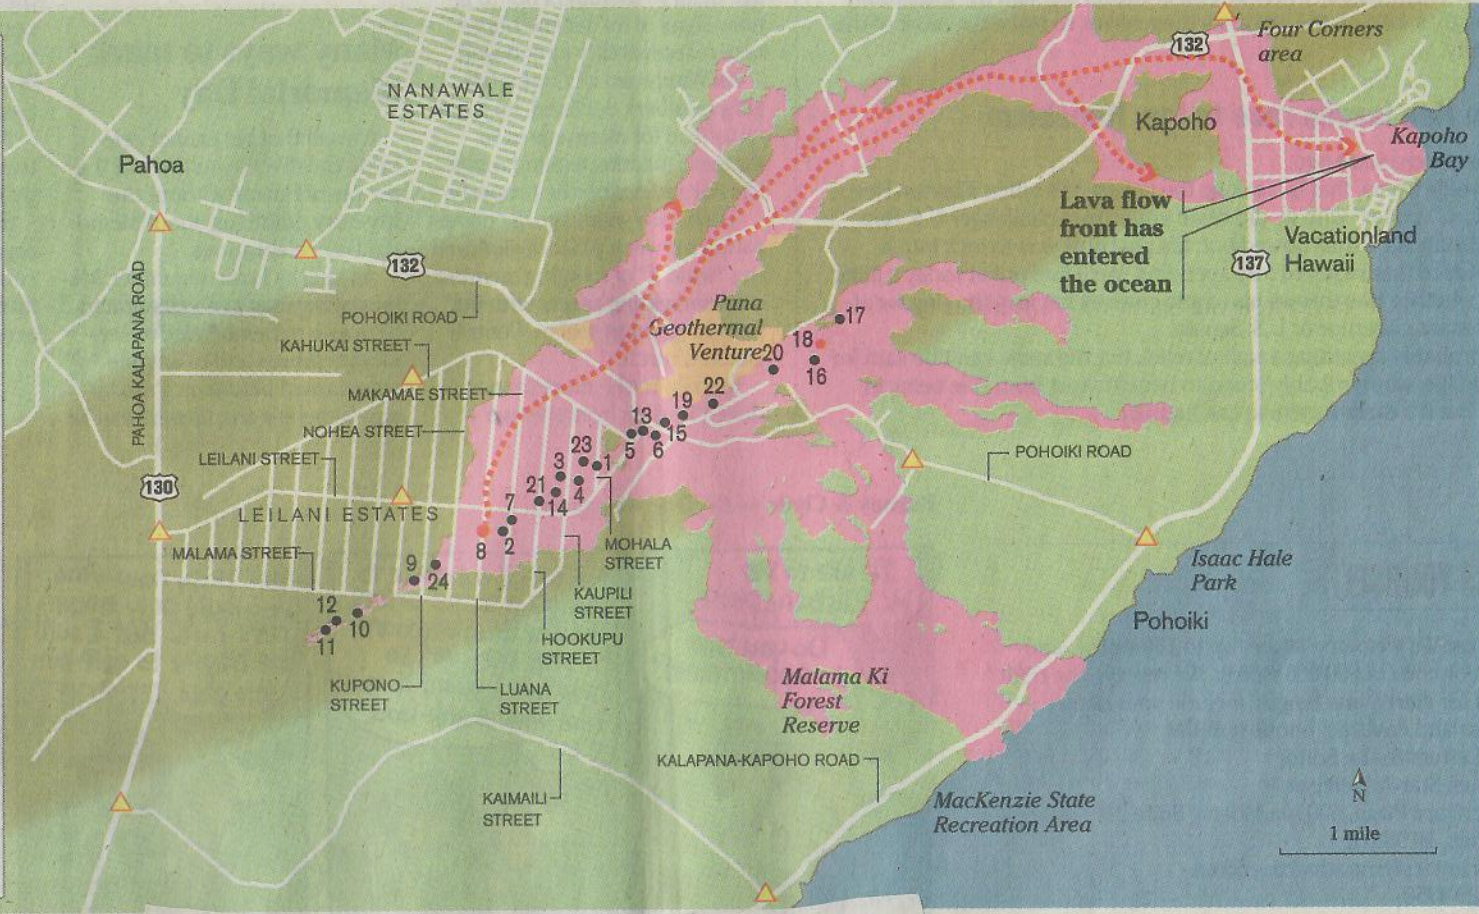 Four Corners
area
132
NANAWALE
ESTATES
Kapoho
Kapoho
Bay
Pahoa
Lava flow
front has
entered
the ocean
Vacationland
Hawaii
137
132
PAHOA KALAPANA ROAD
POHOIKI ROAD
Puna
Geothermal
Venture
17
18
20
16
KAHUKAI STREET
MAKAMAE STREET
22
19
13
15
5
6
NOHEA STREET
23
1
3
4
LEILANI STREET
POHOIKI ROAD
130
21
14
7
LEILANI ESTATES
8
2
MALAMA STREET
MOHALA
STREET
Isaac Hale
Park
9
24
KAUPILI
STREET
12
10
11
Pohoiki
HOOKUPU
STREET
KUPONO
STREET
LUANA
STREET
Malama Ki
Forest
Reserve
KALAPANA-KAPOHO ROAD
KAIMAILI
STREET
MacKenzie State
Recreation Area
N
1 mile